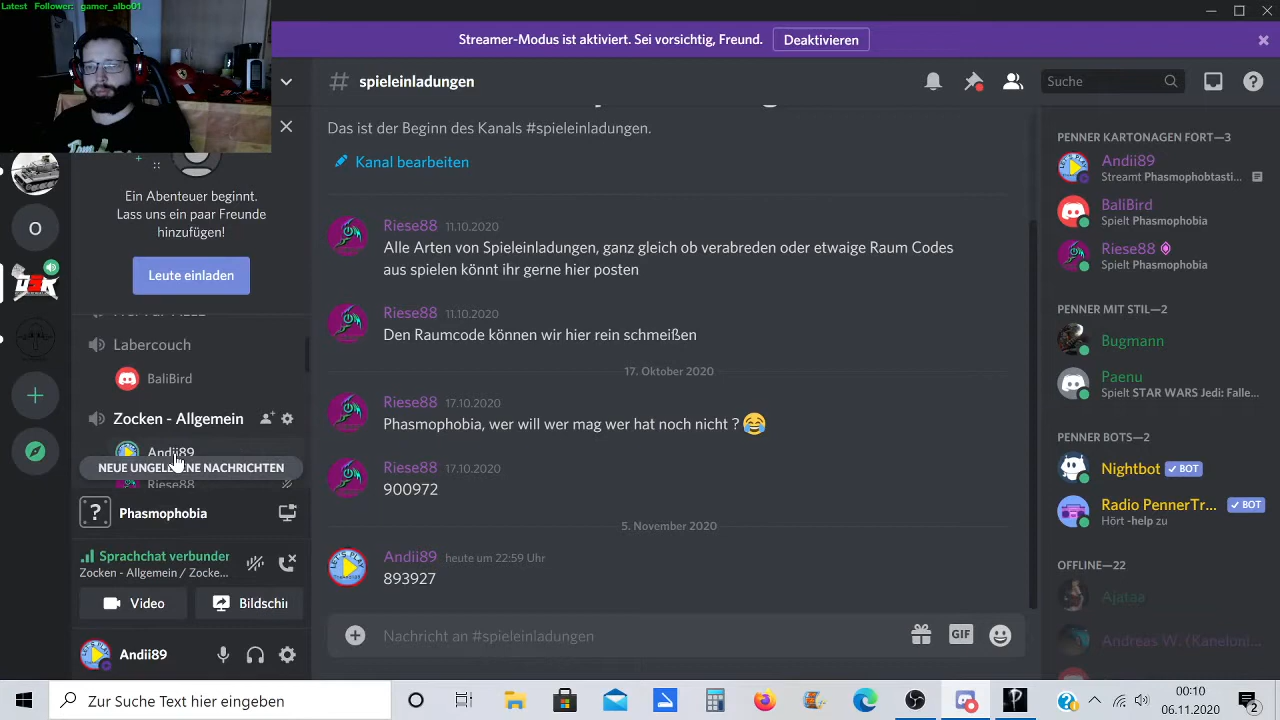 Latest Follower: gamer_albo01
Streamer-Modus ist aktiviert. Sei vorsichtig, Freund.
Deaktivieren
# spieleinladungen
Suche
Das ist der Beginn des Kanals #spieleinladungen.
Kanal bearbeiten
Ein Abenteuer beginnt.
Lass uns ein paar Freunde
hinzufügen!
Leute einladen
Labercouch
BaliBird
Zocken - Allgemein
Andii89
NEUE UNGELESENE NACHRICHTEN
Riese88
Phasmophobia
Sprachchat verbunden
Zocken - Allgemein / Zocke...
Video
Bildschi
Andii89
Riese88 11.10.2020
Alle Arten von Spieleinladungen, ganz gleich ob verabreden oder etwaige Raum Codes
aus spielen könnt ihr gerne hier posten
Riese88 11.10.2020
Den Raumcode können wir hier rein schmeißen
17. Oktober 2020
Riese88 17.10.2020
Phasmophobia, wer will wer mag wer hat noch nicht ? 😂
Riese88 17.10.2020
900972
5. November 2020
Andii89 heute um 22:59 Uhr
893927
Nachricht an #spieleinladungen
GIF
PENNER KARTONAGEN FORT—3
Andii89
Streamt Phasmophobtasti...
BaliBird
Spielt Phasmophobia
Riese88
Spielt Phasmophobia
PENNER MIT STIL—2
Bugmann
Paenu
Spielt STAR WARS Jedi: Falle...
PENNER BOTS—2
Nightbot ✓ BOT
Radio PennerTr... ✓ BOT
Hört -help zu
OFFLINE—22
Ajataa
Andreas W. (Kaneloni...
Zur Suche Text hier eingeben
00:10
06.11.2020
2